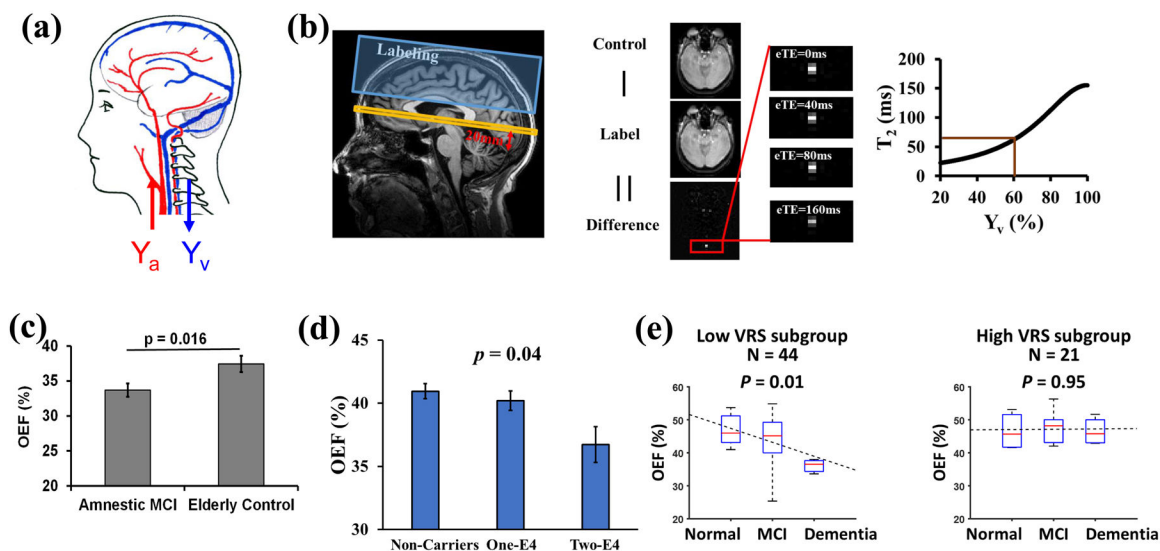 (a)
Ya
Yv
(b)
Labeling
20mm
Control
Label
Difference
eTE=0ms
eTE=40ms
eTE=80ms
eTE=160ms
T2 (ms)
200
150
100
50
0
20 40 60 80 100
Yv (%)
(c)
p = 0.016
OEF (%)
40
38
35
33
30
28
25
23
20
Amnestic MCI Elderly Control
(d)
p = 0.04
OEF (%)
45
40
35
30
Non-Carriers One-E4 Two-E4
(e)
Low VRS subgroup
N = 44
P = 0.01
OEF (%)
60
50
40
30
20
Normal MCI Dementia
High VRS subgroup
N = 21
P = 0.95
OEF (%)
60
50
40
30
20
Normal MCI Dementia